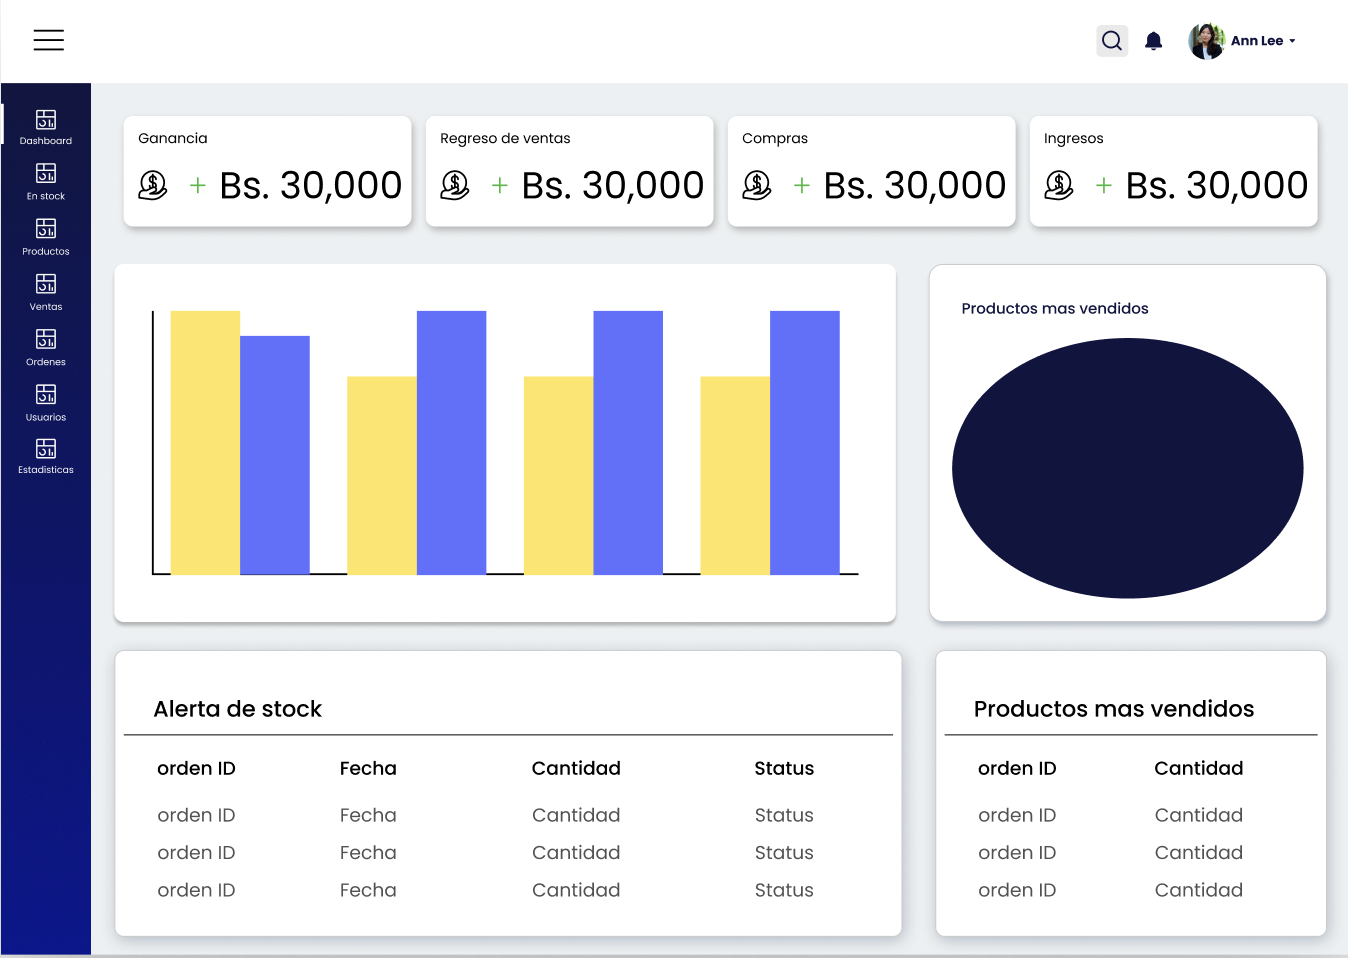 Ann Lee
Dashboard
En stock
Productos
Ventas
Ordenes
Usuarios
Estadisticas
Ganancia
+ Bs. 30,000
Regreso de ventas
+ Bs. 30,000
Compras
+ Bs. 30,000
Ingresos
+ Bs. 30,000
Productos mas vendidos
Alerta de stock
orden ID Fecha Cantidad Status
orden ID Fecha Cantidad Status
orden ID Fecha Cantidad Status
orden ID Fecha Cantidad Status
Productos mas vendidos
orden ID Cantidad
orden ID Cantidad
orden ID Cantidad
orden ID Cantidad